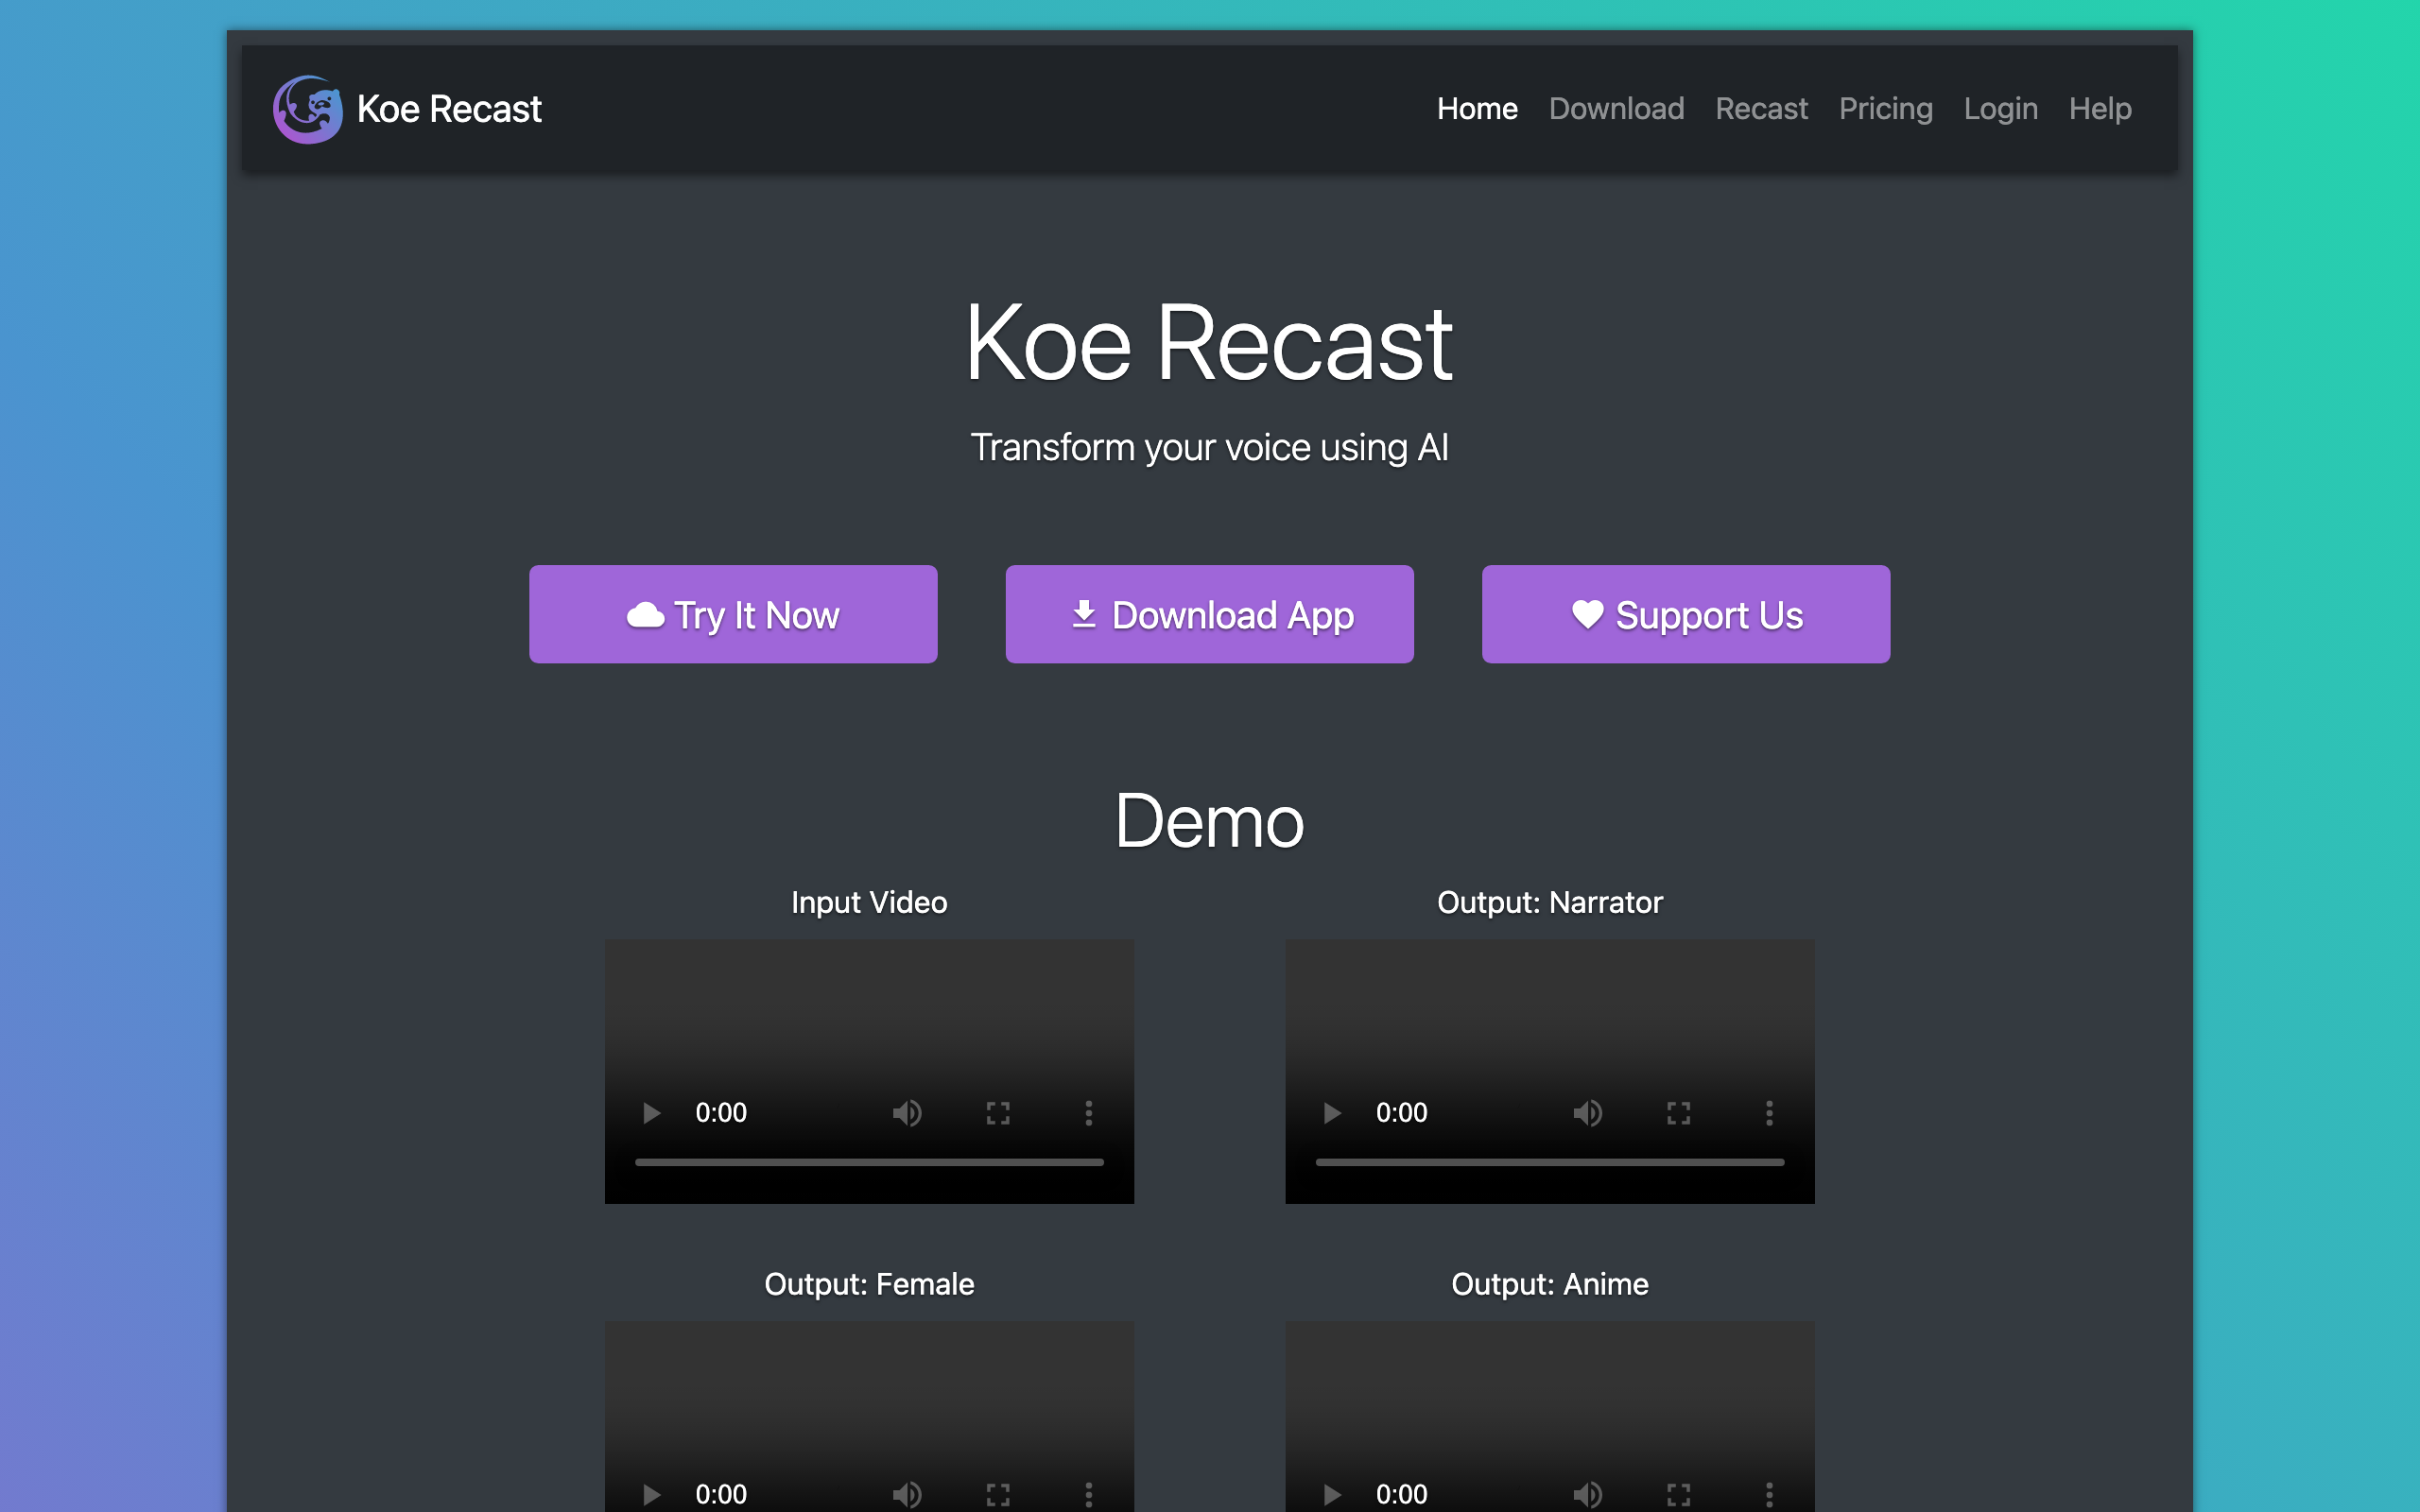 Koe Recast
Home Download Recast Pricing Login Help
Koe Recast
Transform your voice using AI
Try It Now
Download App
Support Us
Demo
Input Video
Output: Narrator
0:00
0:00
Output: Female
Output: Anime
0:00
0:00